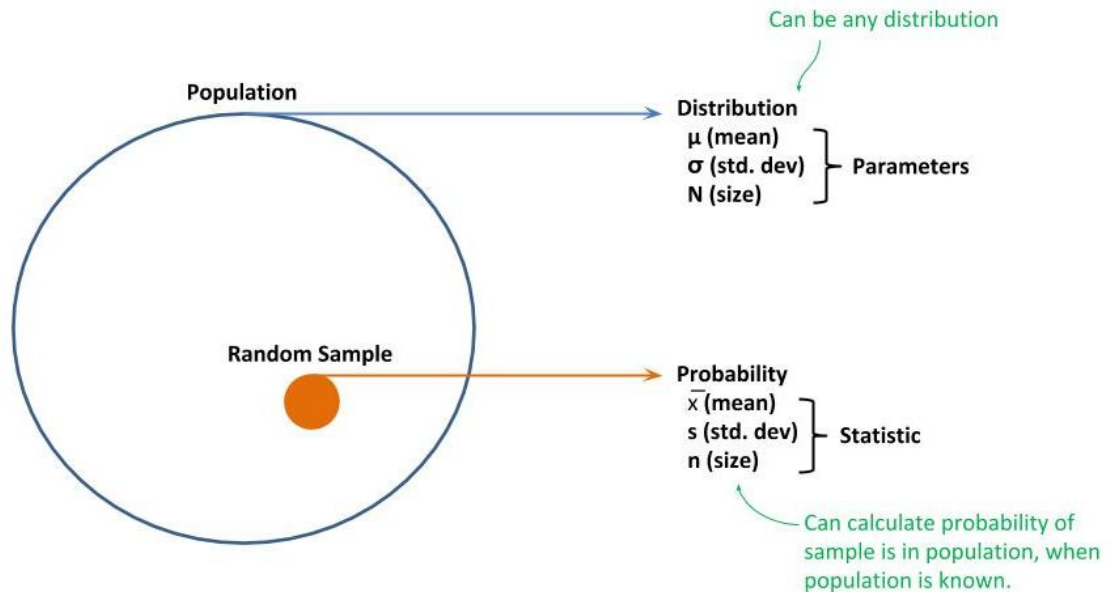 Can be any distribution
Population
Distribution
μ (mean)
σ (std. dev)
N (size)
Parameters
Random Sample
Probability
x̅ (mean)
s (std. dev)
n (size)
Statistic
Can calculate probability of
sample is in population, when
population is known.